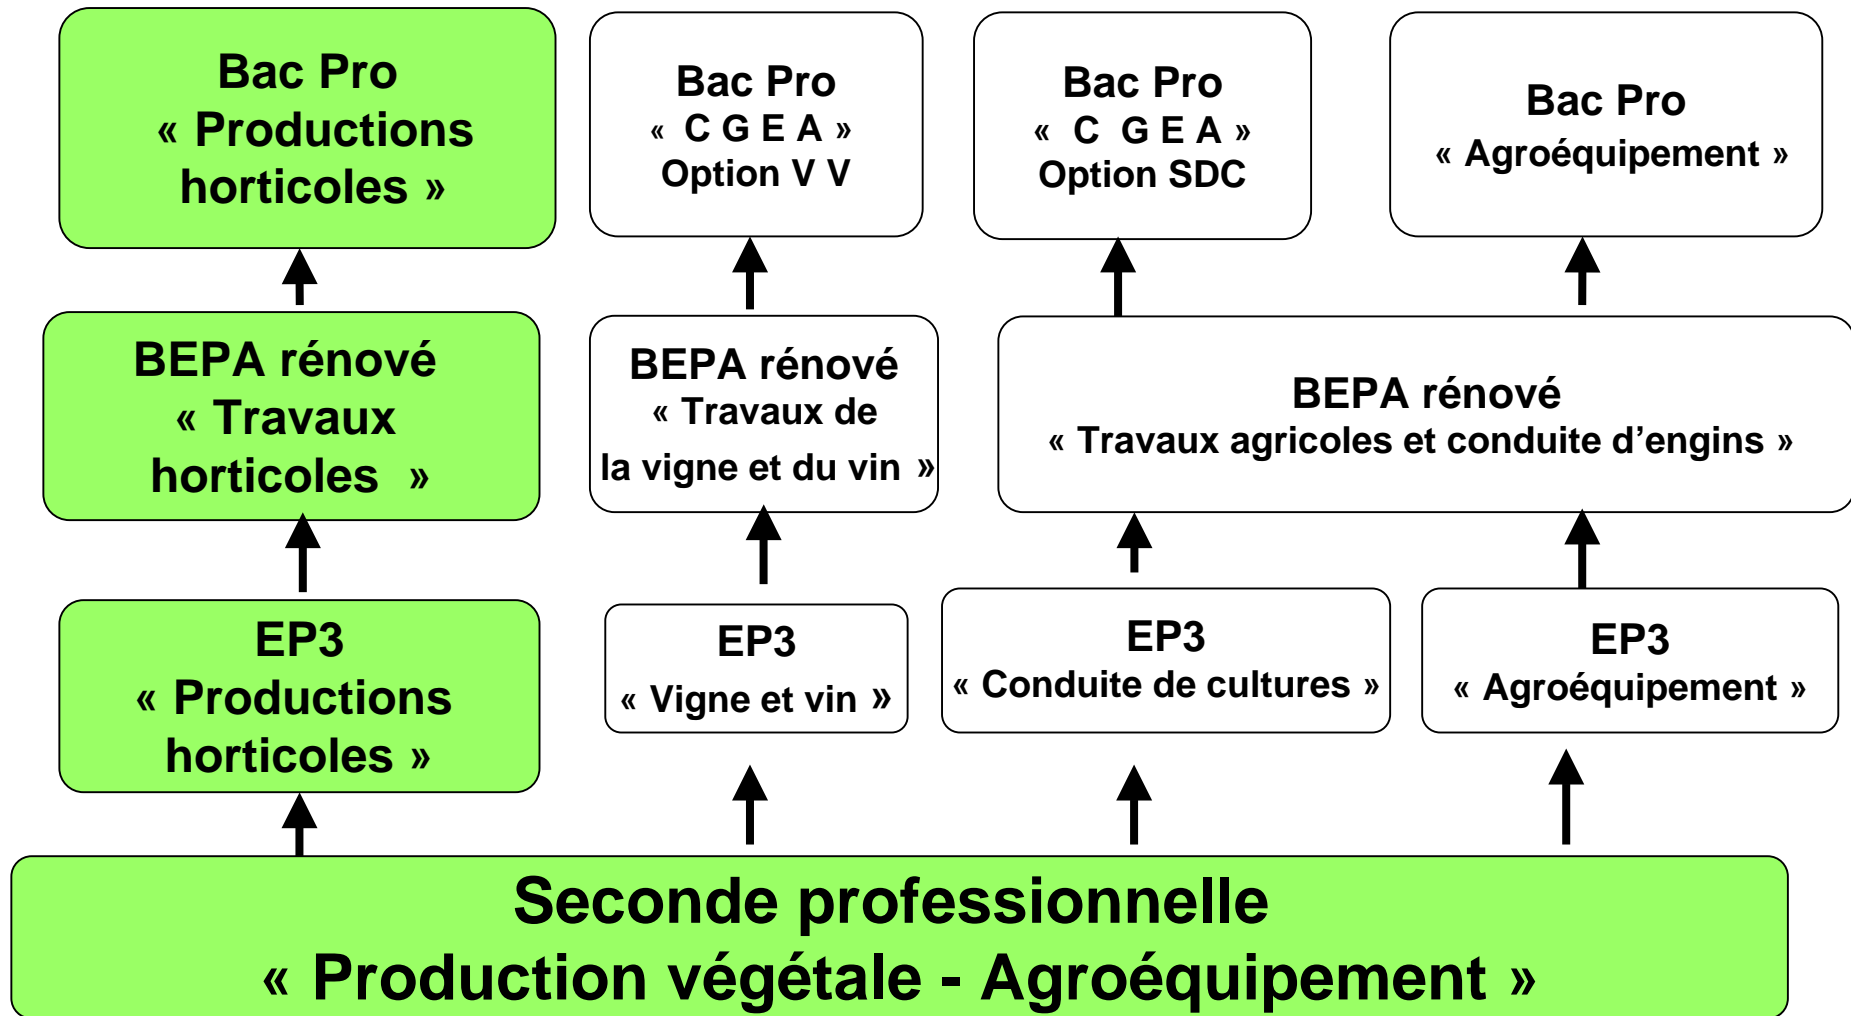 Bac Pro
« Productions
horticoles »
Bac Pro
« C G E A »
Option V V
Bac Pro
« C G E A »
Option SDC
Bac Pro
« Agroéquipement »
BEPA rénové
« Travaux
horticoles »
BEPA rénové
« Travaux de
la vigne et du vin »
BEPA rénové
« Travaux agricoles et conduite d’engins »
EP3
« Productions
horticoles »
EP3
« Vigne et vin »
EP3
« Conduite de cultures »
EP3
« Agroéquipement »
Seconde professionnelle
« Production végétale - Agroéquipement »